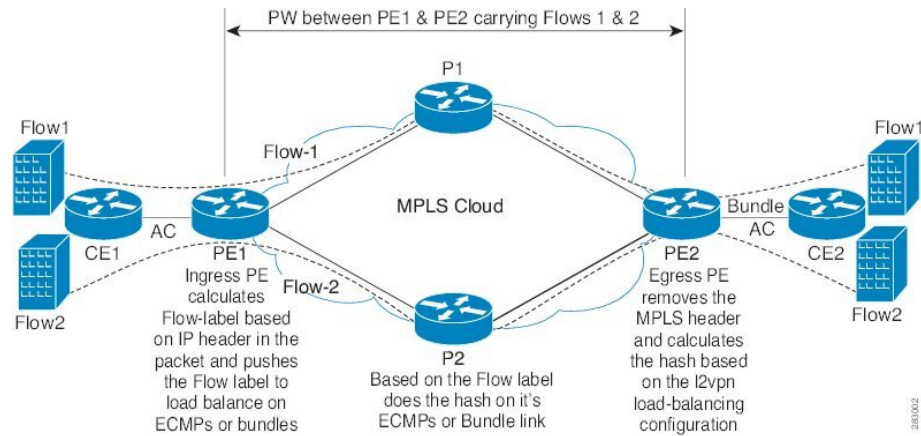 PW between PE1 & PE2 carrying Flows 1 & 2
P1
Flow1
Flow-1
Flow1
MPLS Cloud
Bundle
AC
AC
CE1
PE1
PE2
CE2
Flow2
Flow-2
Flow2
Ingress PE
calculates
Flow-label based
on IP header in the
packet and pushes
the Flow label to
load balance on
ECMPs or bundles
P2
Based on the Flow label
does the hash on it's
ECMPs or Bundle link
Egress PE
removes the
MPLS header
and calculates
the hash based
on the l2vpn
load-balancing
configuration